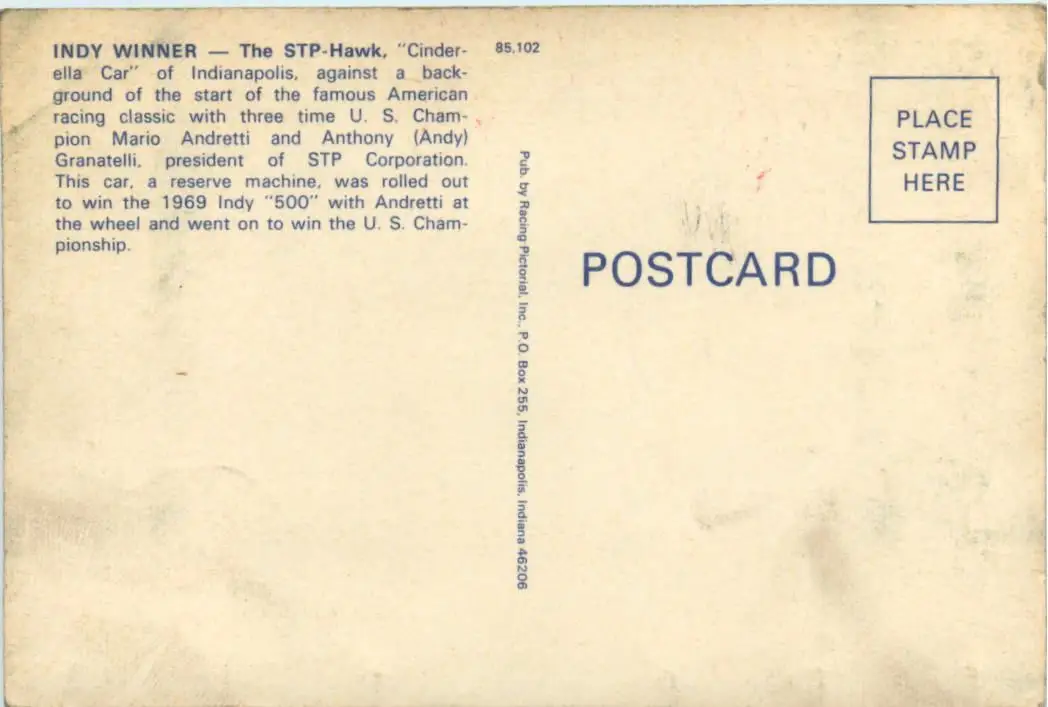 INDY WINNER — The STP-Hawk, "Cinder-
ella Car" of Indianapolis, against a back-
ground of the start of the famous American
racing classic with three time U. S. Cham-
pion Mario Andretti and Anthony (Andy)
Granatelli, president of STP Corporation.
This car, a reserve machine, was rolled out
to win the 1969 Indy "500" with Andretti at
the wheel and went on to win the U. S. Cham-
pionship.
85,102
Pub. by Racing Pictorial, Inc., P.O. Box 255, Indianapolis, Indiana 46206
PLACE
STAMP
HERE
POSTCARD